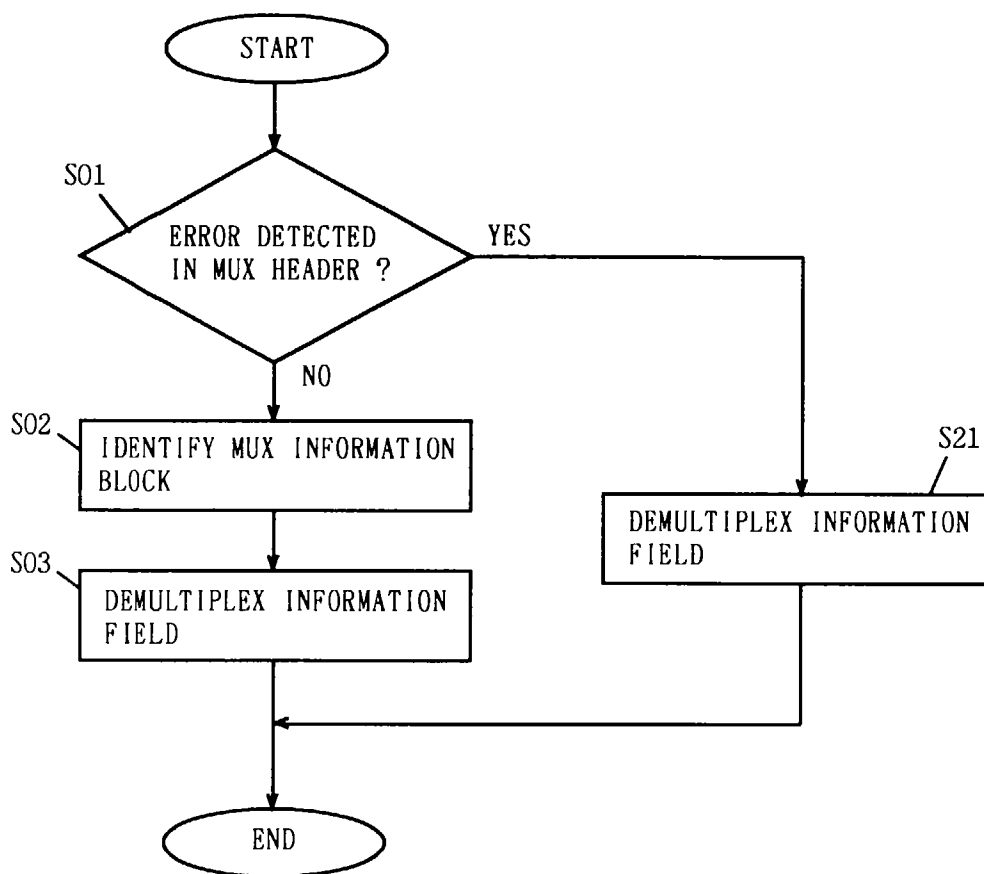 START
S01
ERROR DETECTED
IN MUX HEADER ?
YES
NO
S02
IDENTIFY MUX INFORMATION
BLOCK
S21
DEMULTIPLEX INFORMATION
FIELD
S03
DEMULTIPLEX INFORMATION
FIELD
END